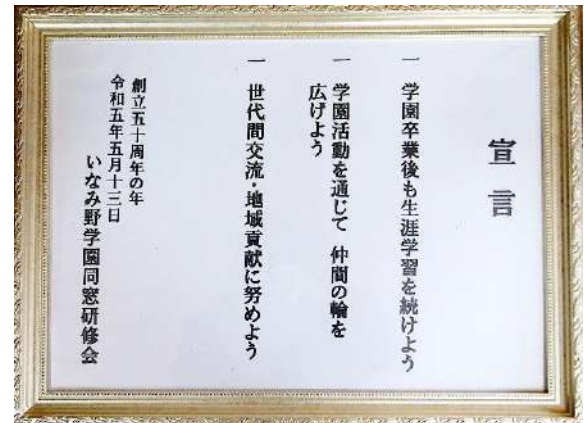 宣言
一 学園卒業後も生涯学習を続けよう
一 学園活動を通じて 仲間の輪を
広げよう
一 世代間交流・地域貢献に努めよう
創立五十周年の年
令和五年五月十三日
いなみ野学園同窓研修会